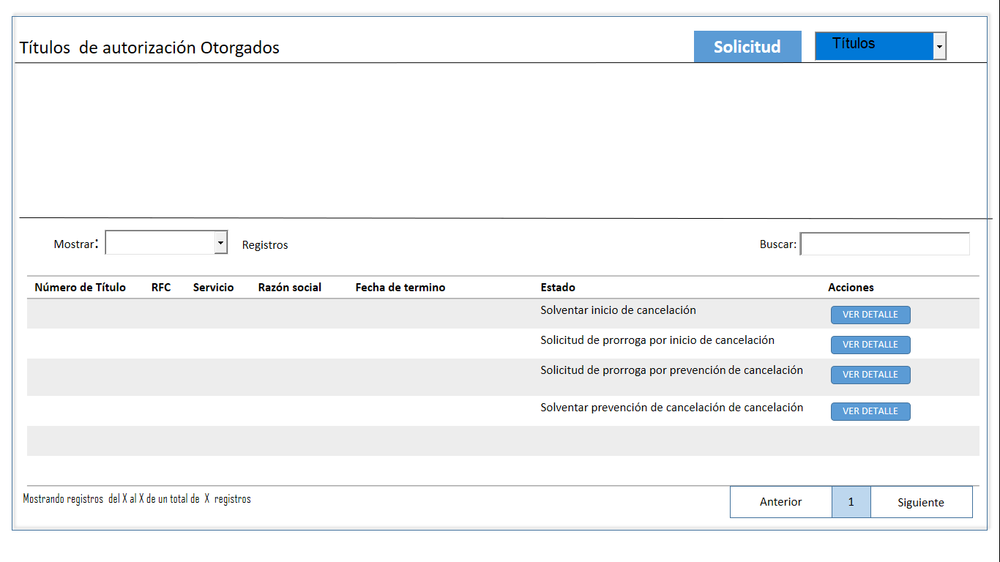 Títulos de autorización Otorgados
Solicitud
Títulos
Mostrar:
Registros
Buscar:
Número de Título RFC Servicio Razón social Fecha de termino Estado Acciones
Solventar inicio de cancelación VER DETALLE
Solicitud de prorroga por inicio de cancelación VER DETALLE
Solicitud de prorroga por prevención de cancelación VER DETALLE
Solventar prevención de cancelación de cancelación VER DETALLE
Mostrando registros del X al X de un total de X registros
Anterior 1 Siguiente